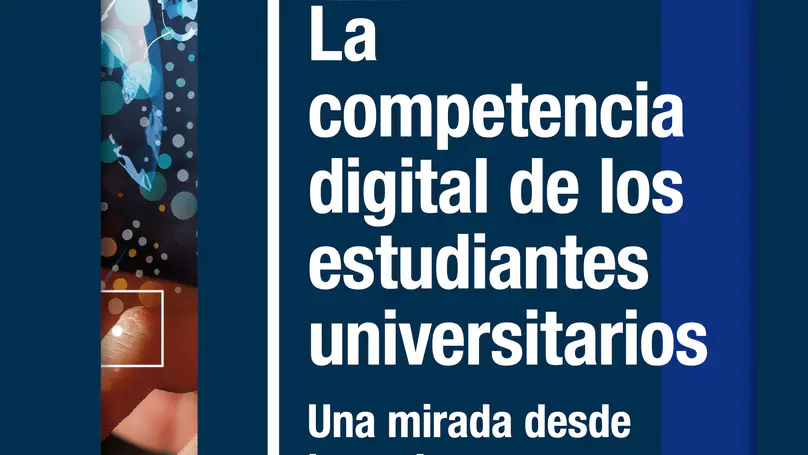 La
competencia
digital de los
estudiantes
universitarios
Una mirada desde